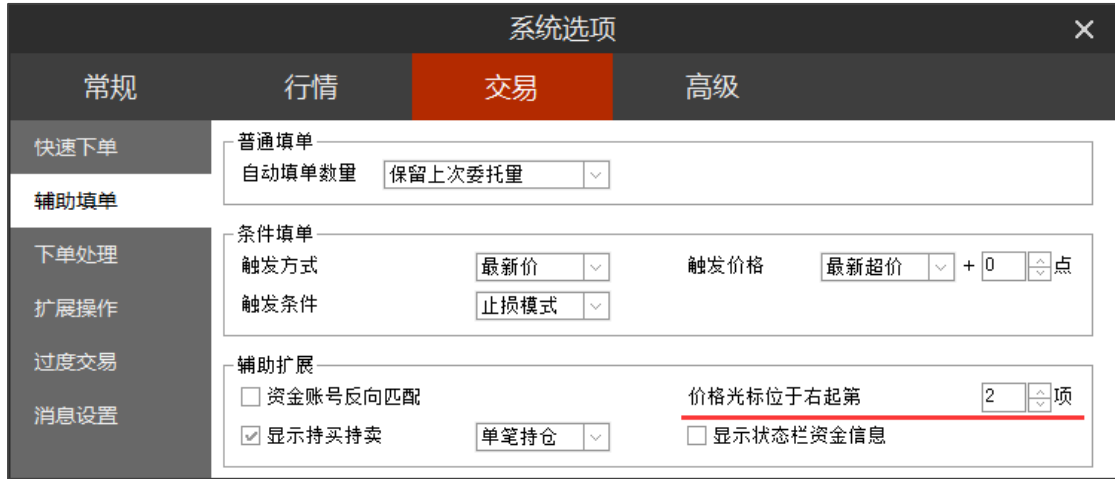 系统选项
常规 行情 交易 高级
快速下单
辅助填单
下单处理
扩展操作
过度交易
消息设置
普通填单
自动填单数量 保留上次委托量
条件填单
触发方式 最新价 触发价格 最新超价 + 0 点
触发条件 止损模式
辅助扩展
资金账号反向匹配 价格光标位于右起第 2 项
显示持买持卖 单笔持仓 显示状态栏资金信息